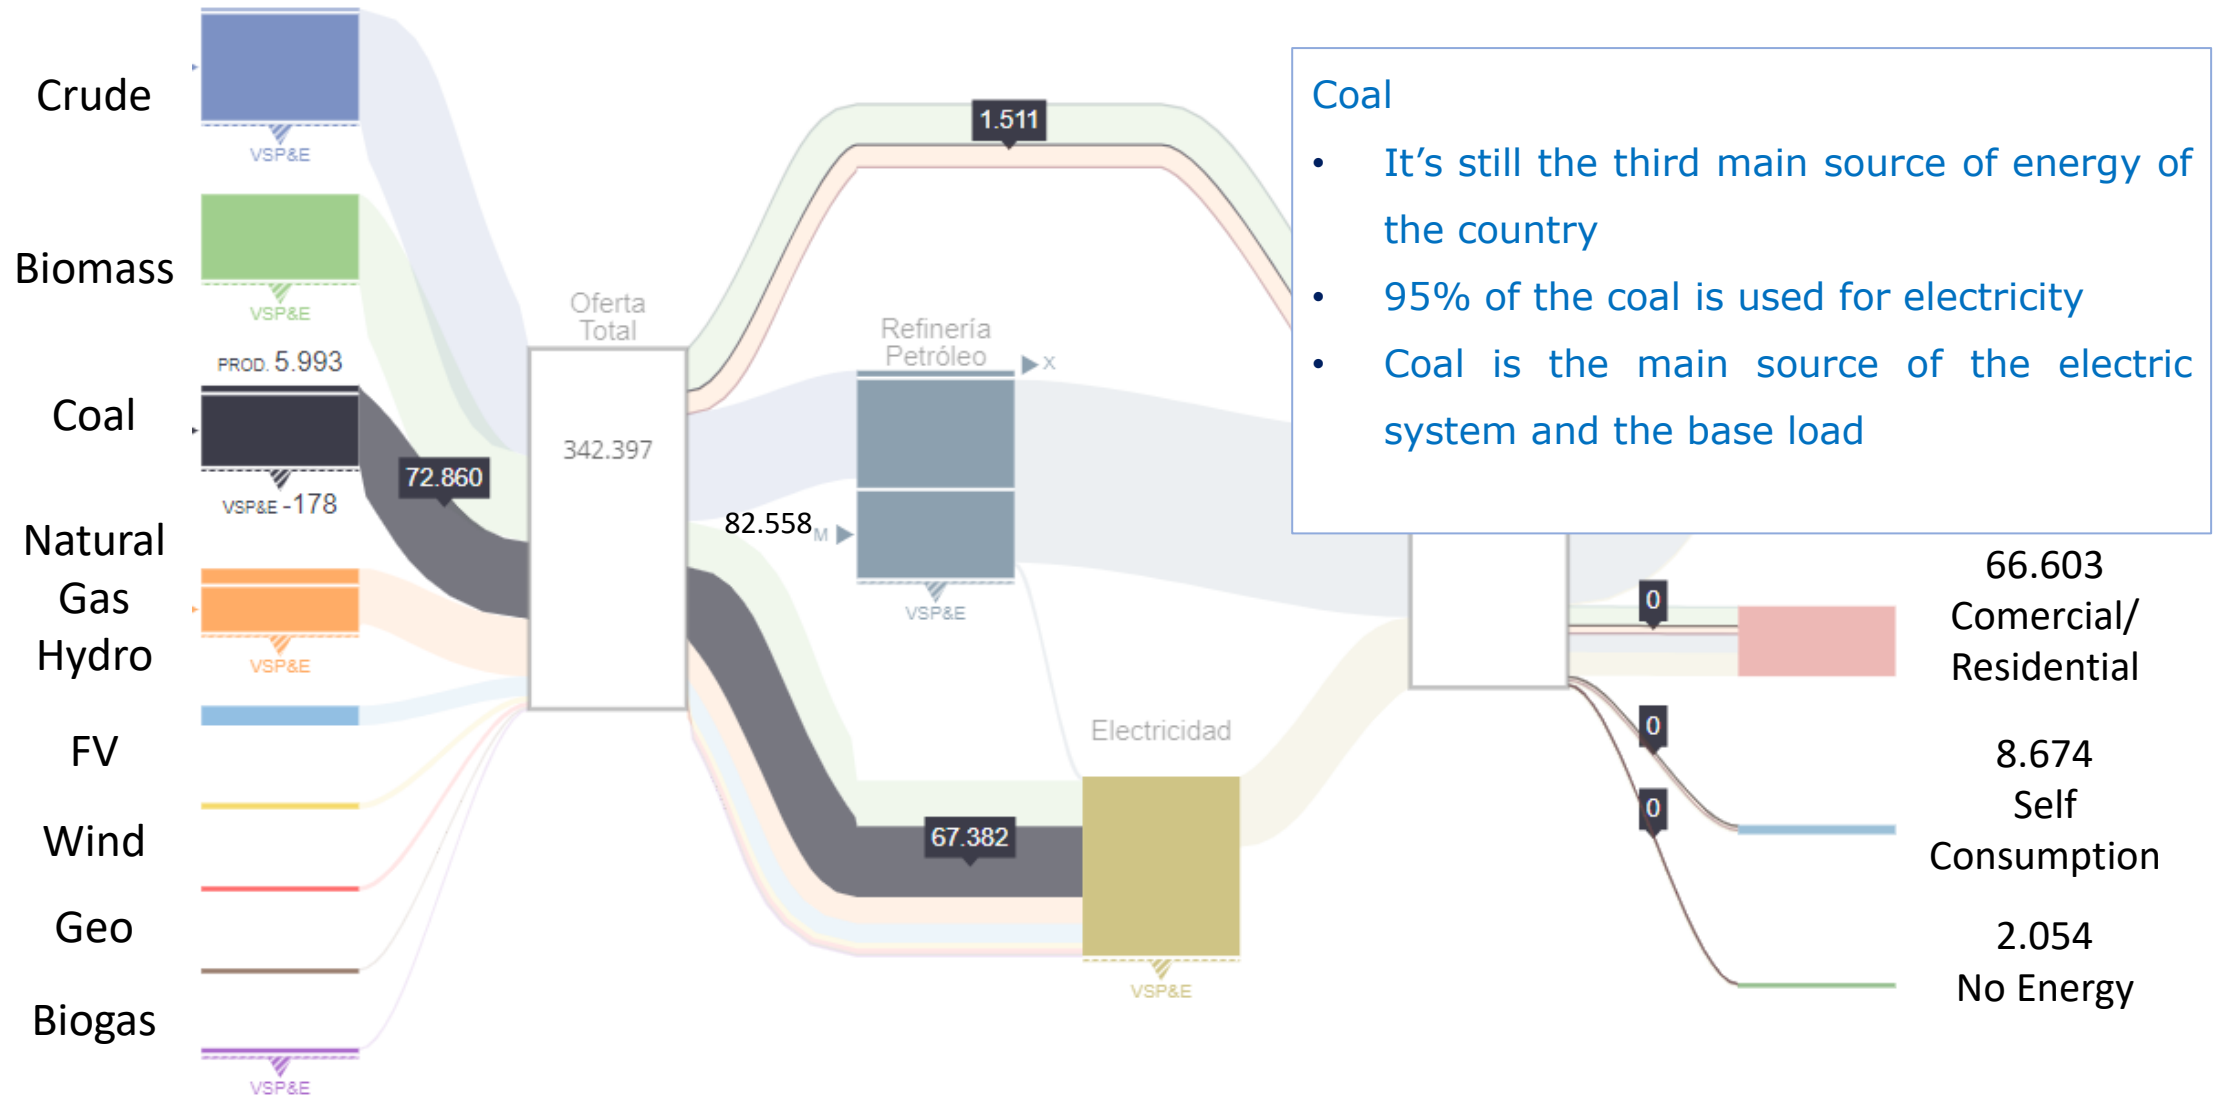 Crude
VSP&E
Biomass
VSP&E
PROD. 5.993
Coal
VSP&E -178
72.860
Natural
Gas
Hydro
VSP&E
FV
Wind
Geo
Biogas
VSP&E
Oferta
Total
342.397
1.511
Refinería
Petróleo
X
82.558 M
VSP&E
Electricidad
67.382
VSP&E
Coal
• It’s still the third main source of energy of
the country
• 95% of the coal is used for electricity
• Coal is the main source of the electric
system and the base load
0
66.603
Comercial/
Residential
0
8.674
Self
Consumption
0
2.054
No Energy